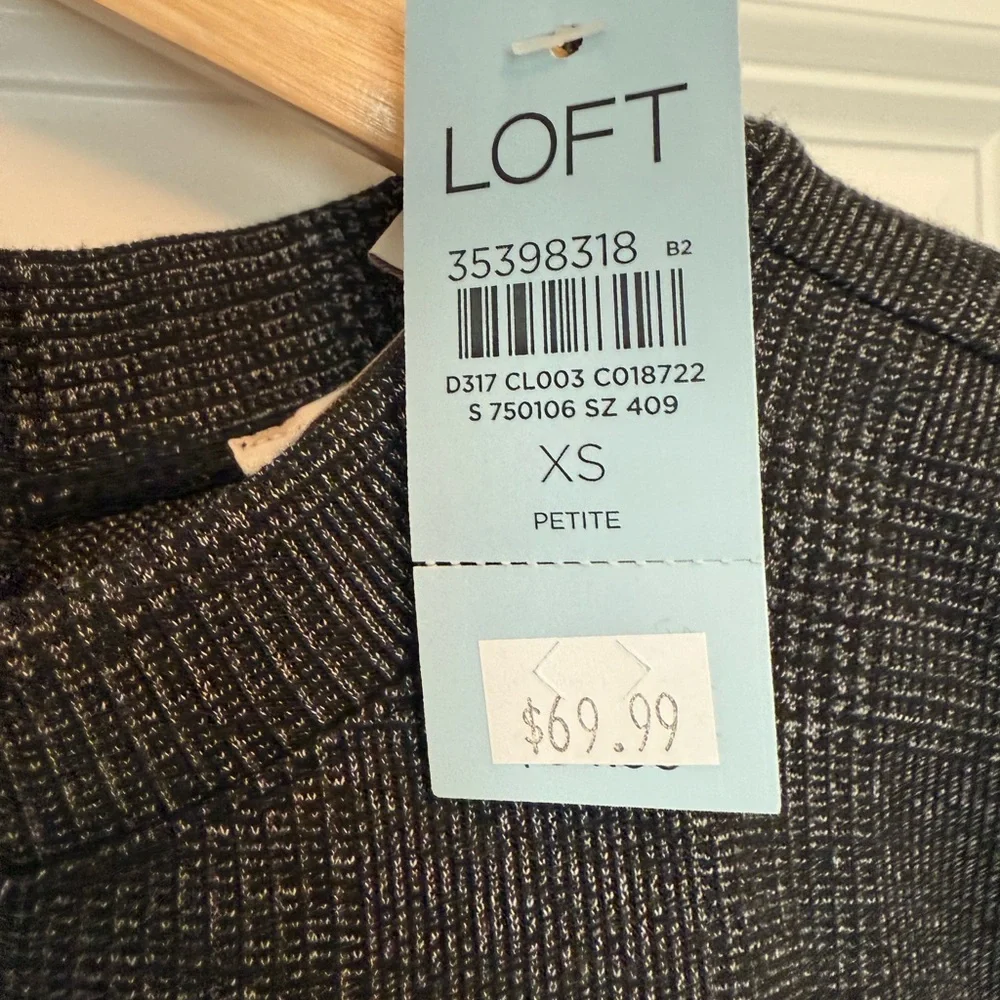 LOFT
35398318 B2
D317 CL003 C018722
S 750106 SZ 409
XS
PETITE
$69.99